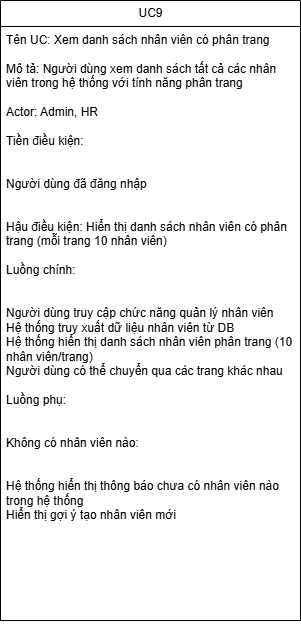 UC9
Tên UC: Xem danh sách nhân viên có phân trang
Mô tả: Người dùng xem danh sách tất cả các nhân
viên trong hệ thống với tính năng phân trang
Actor: Admin, HR
Tiền điều kiện:
Người dùng đã đăng nhập
Hậu điều kiện: Hiển thị danh sách nhân viên có phân
trang (mỗi trang 10 nhân viên)
Luồng chính:
Người dùng truy cập chức năng quản lý nhân viên
Hệ thống truy xuất dữ liệu nhân viên từ DB
Hệ thống hiển thị danh sách nhân viên phân trang (10
nhân viên/trang)
Người dùng có thể chuyển qua các trang khác nhau
Luồng phụ:
Không có nhân viên nào:
Hệ thống hiển thị thông báo chưa có nhân viên nào
trong hệ thống
Hiển thị gợi ý tạo nhân viên mới